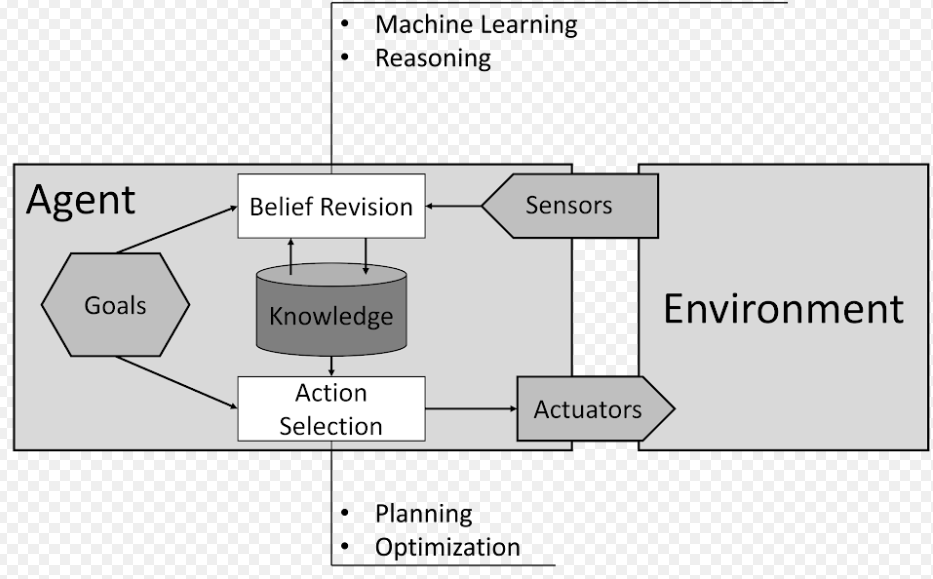 • Machine Learning
• Reasoning
Agent
Belief Revision
Sensors
Goals
Knowledge
Environment
Action
Selection
Actuators
• Planning
• Optimization